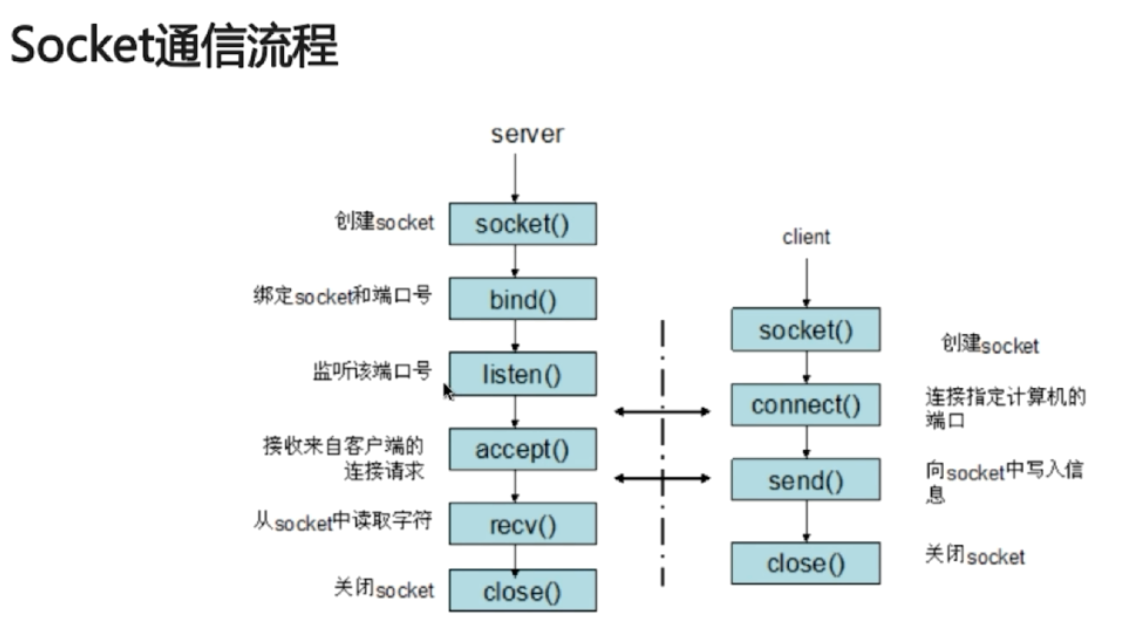 Socket通信流程
server
创建socket
socket()
绑定socket和端口号
bind()
监听该端口号
listen()
接收来自客户端的
连接请求
accept()
从socket中读取字符
recv()
关闭socket
close()
client
socket()
创建socket
connect()
连接指定计算机的
端口
send()
向socket中写入信
息
close()
关闭socket